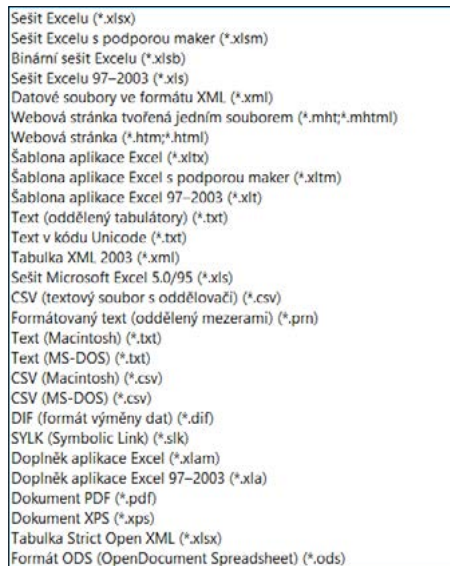 Sešit Excelu (*.xlsx)
Sešit Excelu s podporou maker (*.xlsm)
Binární sešit Excelu (*.xlsb)
Sešit Excelu 97–2003 (*.xls)
Datové soubory ve formátu XML (*.xml)
Webová stránka tvořená jedním souborem (*.mht;*.mhtml)
Webová stránka (*.htm;*.html)
Šablona aplikace Excel (*.xltx)
Šablona aplikace Excel s podporou maker (*.xltm)
Šablona aplikace Excel 97–2003 (*.xlt)
Text (oddělený tabulátory) (*.txt)
Text v kódu Unicode (*.txt)
Tabulka XML 2003 (*.xml)
Sešit Microsoft Excel 5.0/95 (*.xls)
CSV (textový soubor s oddělovači) (*.csv)
Formátovaný text (oddělený mezerami) (*.prn)
Text (Macintosh) (*.txt)
Text (MS-DOS) (*.txt)
CSV (Macintosh) (*.csv)
CSV (MS-DOS) (*.csv)
DIF (formát výměny dat) (*.dif)
SYLK (Symbolic Link) (*.slk)
Doplněk aplikace Excel (*.xlam)
Doplněk aplikace Excel 97–2003 (*.xla)
Dokument PDF (*.pdf)
Dokument XPS (*.xps)
Tabulka Strict Open XML (*.xlsx)
Formát ODS (OpenDocument Spreadsheet) (*.ods)